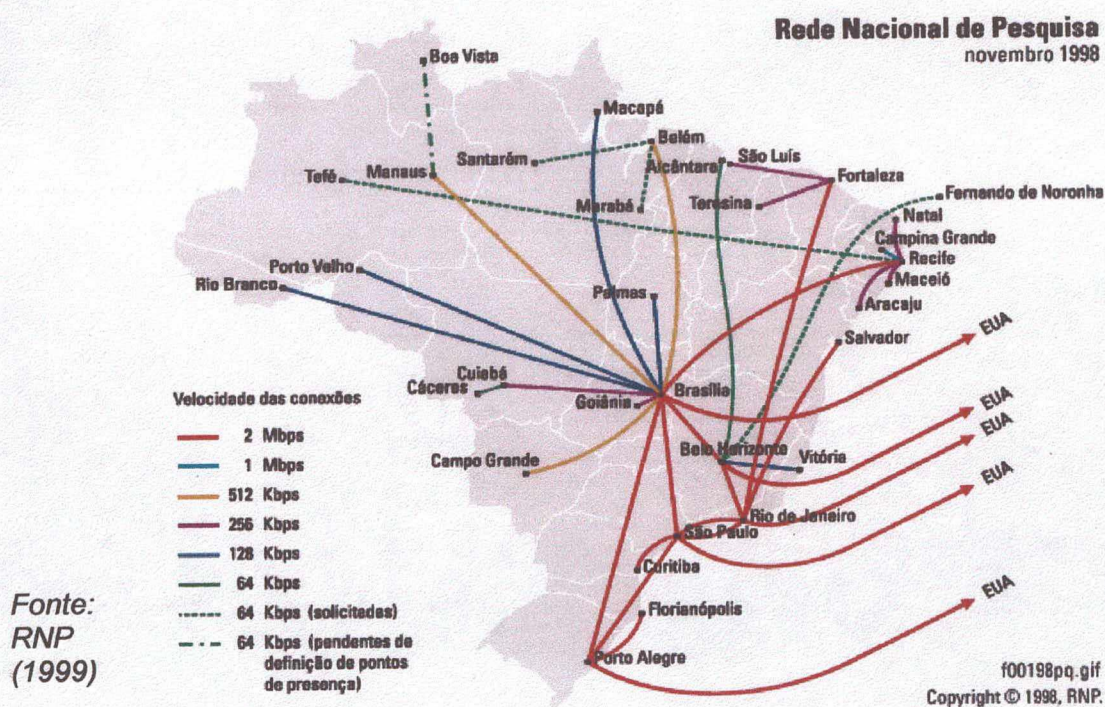 Rede Nacional de Pesquisa
novembro 1998
Boa Vista
Macapá
Belém
Santarém
Alcântara
São Luís
Tefé
Manaus
Fortaleza
Marabá
Teresina
Fernando de Noronha
Natal
Campina Grande
Recife
Porto Velho
Maceió
Rio Branco
Palmas
Aracaju
Salvador
EUA
Cuiabá
Cáceres
Goiânia
Brasília
EUA
EUA
Belo Horizonte
Vitória
Campo Grande
EUA
Rio de Janeiro
São Paulo
Curitiba
Florianópolis
EUA
Porto Alegre
Velocidade das conexões
2 Mbps
1 Mbps
512 Kbps
256 Kbps
128 Kbps
64 Kbps
64 Kbps (solicitadas)
64 Kbps (pendentes de
definição de pontos
de presença)
Fonte:
RNP
(1999)
f00198pq.gif
Copyright © 1998, RNP.